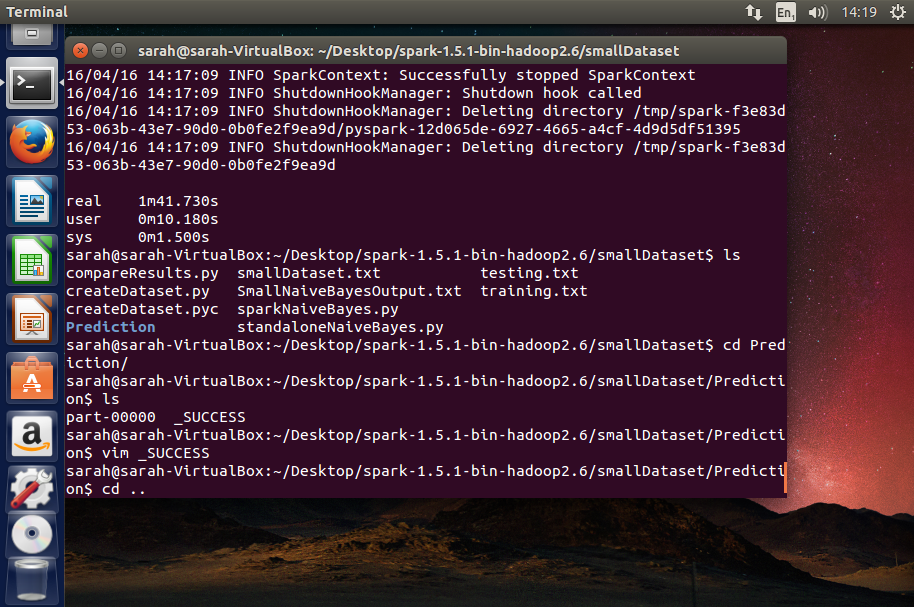 Terminal
En1
14:19
sarah@sarah-VirtualBox: ~/Desktop/spark-1.5.1-bin-hadoop2.6/smallDataset
16/04/16 14:17:09 INFO SparkContext: Successfully stopped SparkContext
16/04/16 14:17:09 INFO ShutdownHookManager: Shutdown hook called
16/04/16 14:17:09 INFO ShutdownHookManager: Deleting directory /tmp/spark-f3e83d
53-063b-43e7-90d0-0b0fe2f9ea9d/pyspark-12d065de-6927-4665-a4cf-4d9d5df51395
16/04/16 14:17:09 INFO ShutdownHookManager: Deleting directory /tmp/spark-f3e83d
53-063b-43e7-90d0-0b0fe2f9ea9d
real    1m41.730s
user    0m10.180s
sys     0m1.500s
sarah@sarah-VirtualBox:~/Desktop/spark-1.5.1-bin-hadoop2.6/smallDataset$ ls
compareResults.py  smallDataset.txt           testing.txt
createDataset.py   SmallNaiveBayesOutput.txt  training.txt
createDataset.pyc  sparkNaiveBayes.py
Prediction         standaloneNaiveBayes.py
sarah@sarah-VirtualBox:~/Desktop/spark-1.5.1-bin-hadoop2.6/smallDataset$ cd Pred
iction/
sarah@sarah-VirtualBox:~/Desktop/spark-1.5.1-bin-hadoop2.6/smallDataset/Predicti
on$ ls
part-00000  _SUCCESS
sarah@sarah-VirtualBox:~/Desktop/spark-1.5.1-bin-hadoop2.6/smallDataset/Predicti
on$ vim _SUCCESS
sarah@sarah-VirtualBox:~/Desktop/spark-1.5.1-bin-hadoop2.6/smallDataset/Predicti
on$ cd ..